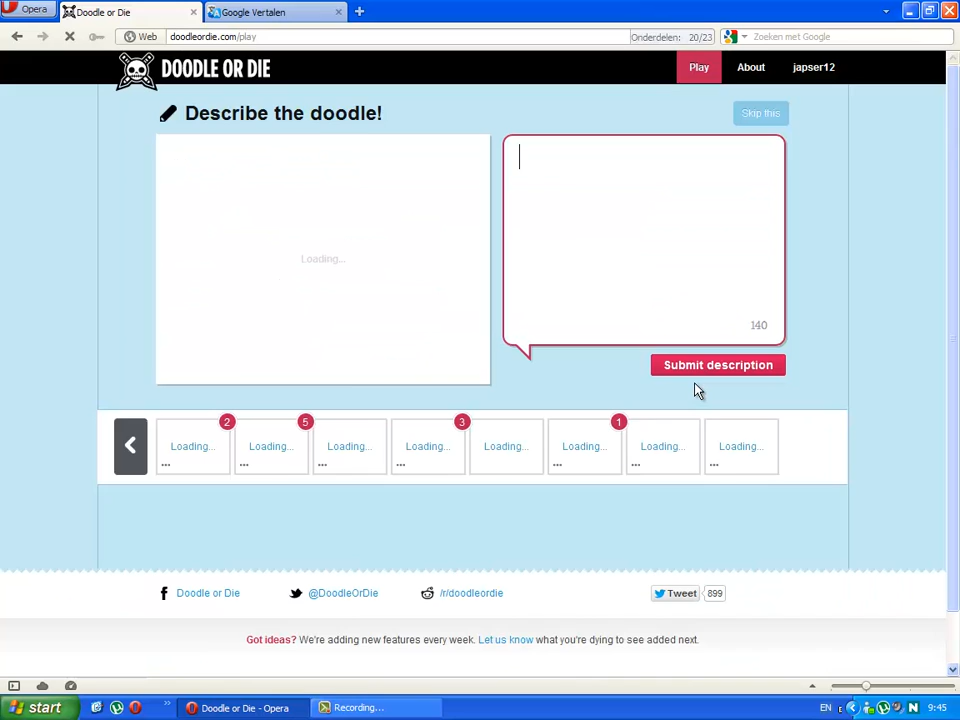 Opera
Doodle or Die
Google Vertalen
Web
doodleordie.com/play
Onderdelen: 20/23
Zoeken met Google
DOODLE OR DIE
Play
About
japser12
Describe the doodle!
Skip this
Loading...
140
Submit description
2
5
3
1
Loading...
Loading...
Loading...
Loading...
Loading...
Loading...
Loading...
Loading...
...
...
...
...
...
...
...
Doodle or Die
@DoodleOrDie
/r/doodleordie
Tweet
899
Got ideas? We're adding new features every week. Let us know what you're dying to see added next.
start
Doodle or Die - Opera
Recording...
EN
9:45